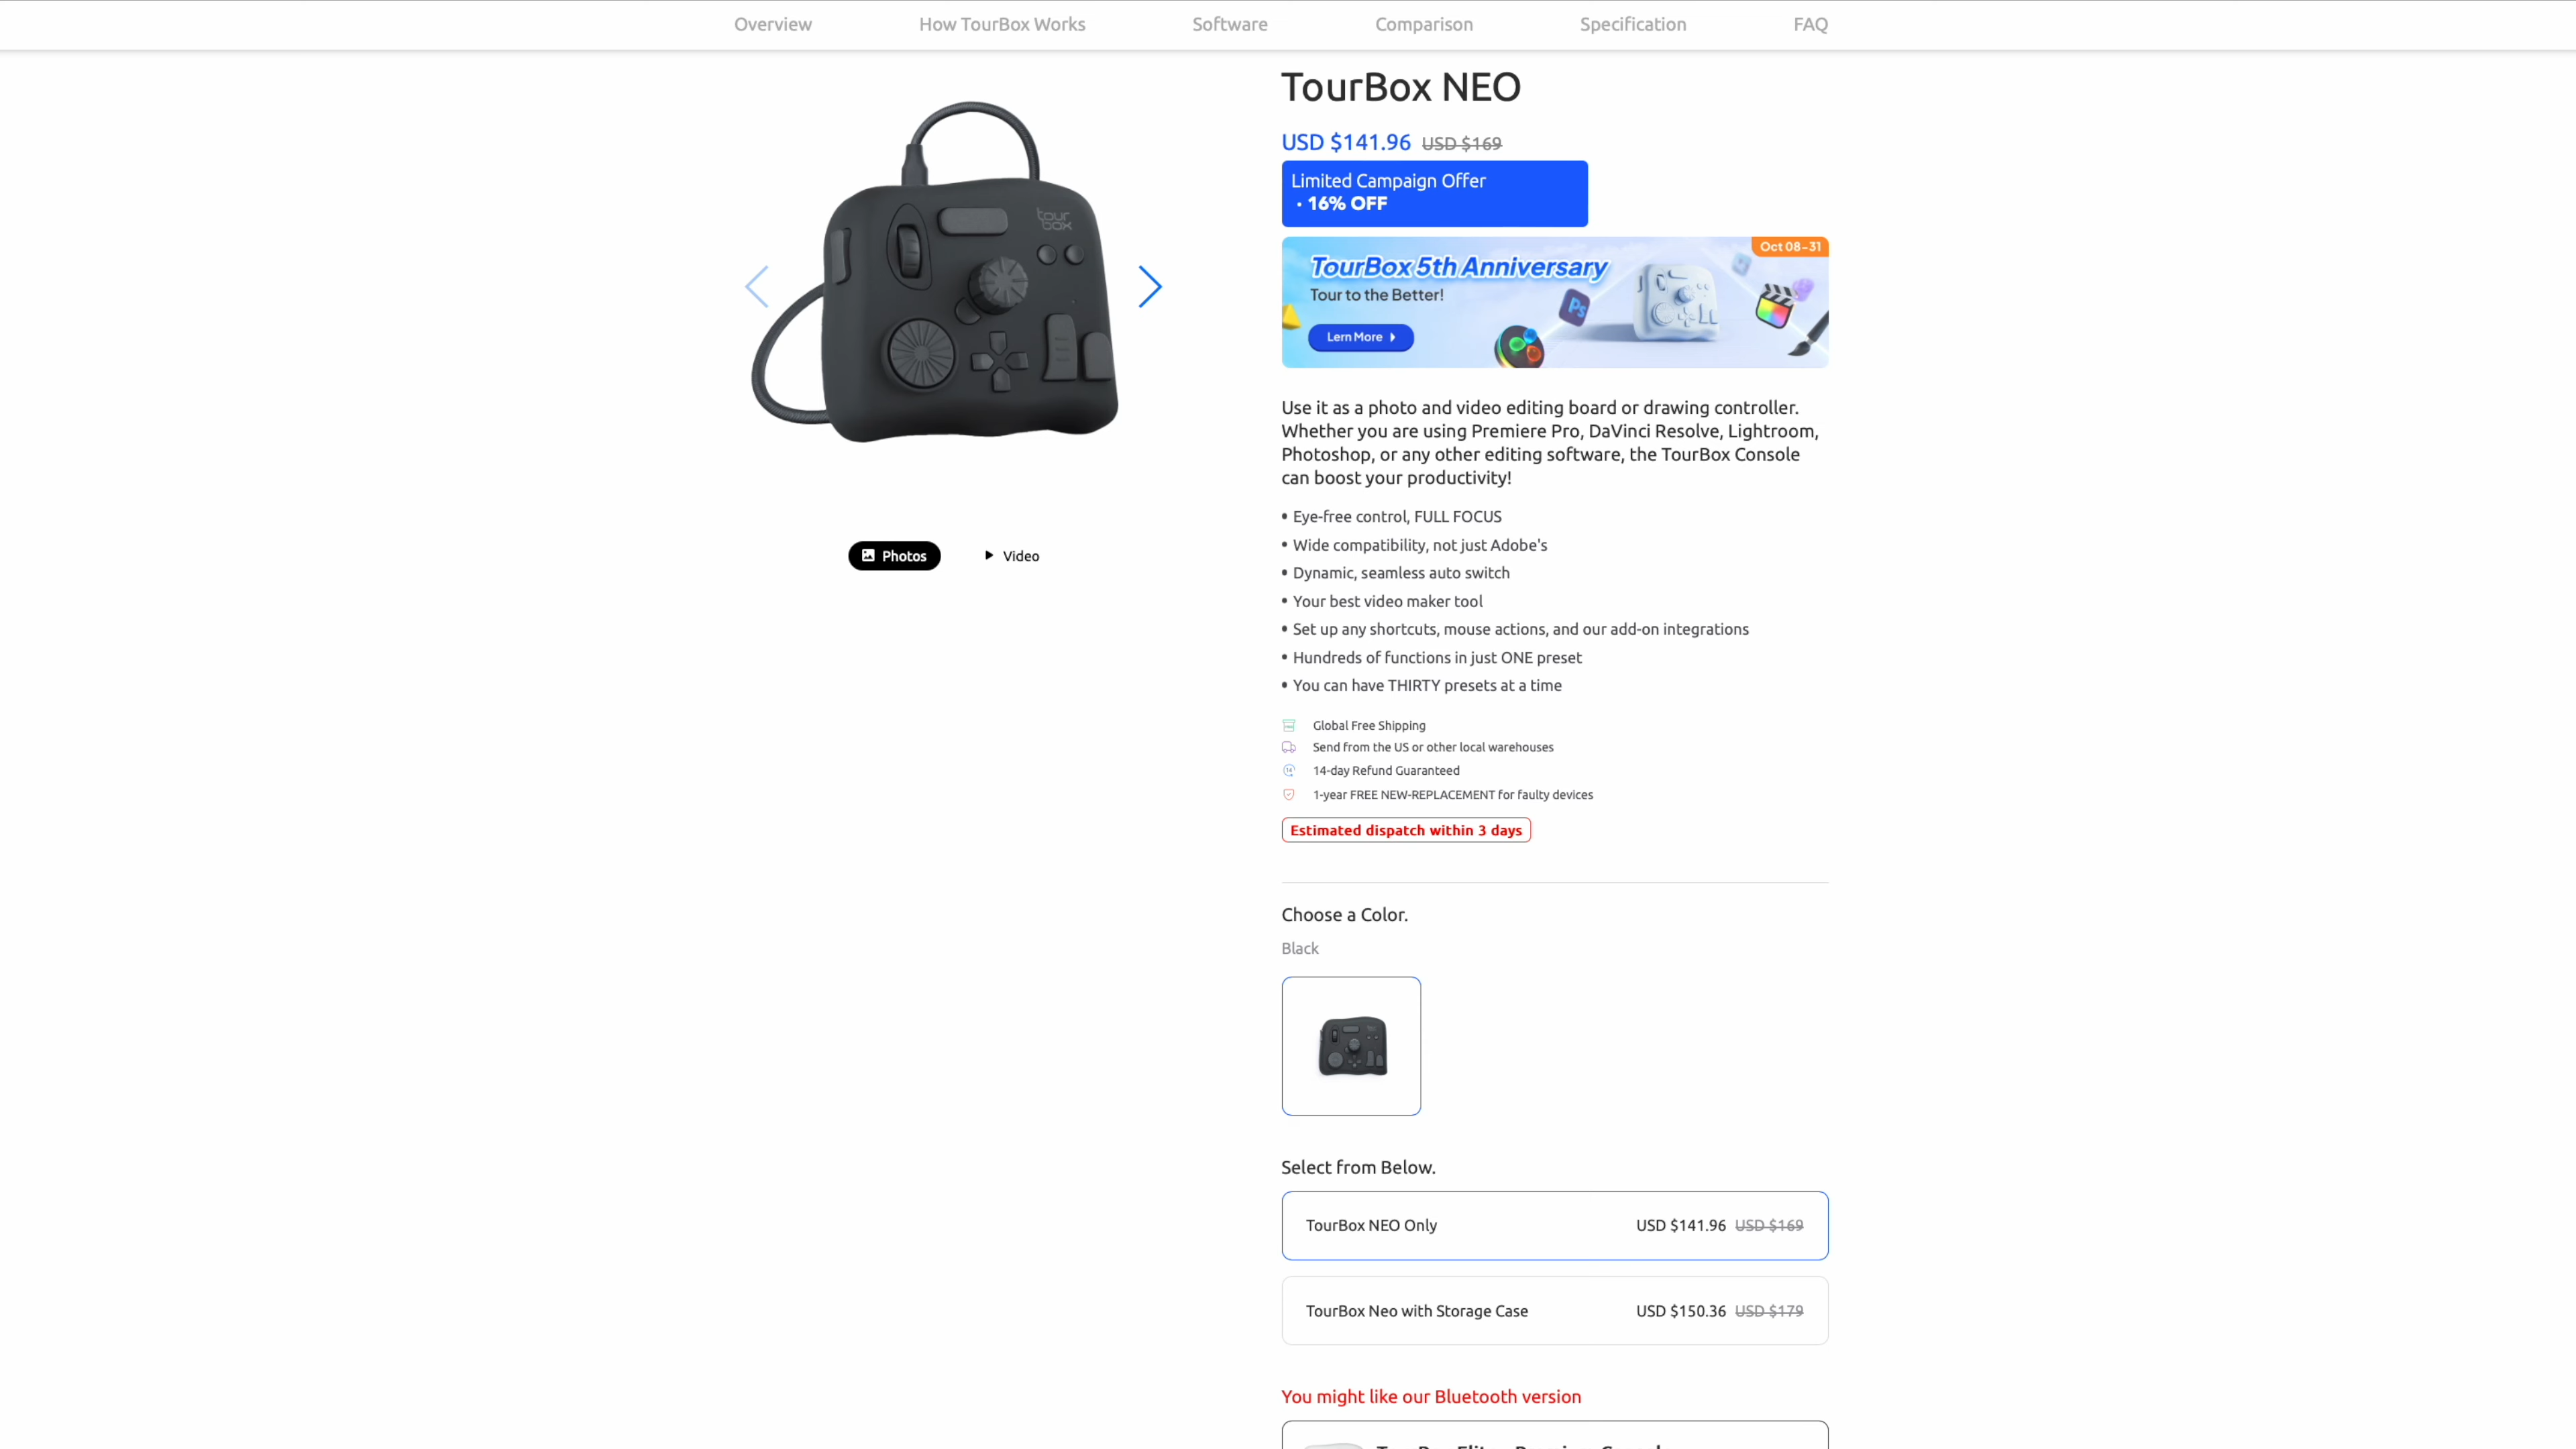 Overview
How TourBox Works
Software
Comparison
Specification
FAQ
tour
box
Photos
Video
TourBox NEO
USD $141.96 USD $169
Limited Campaign Offer
· 16% OFF
Oct 08-31
TourBox 5th Anniversary
Tour to the Better!
Ps
Lern More
Use it as a photo and video editing board or drawing controller.
Whether you are using Premiere Pro, DaVinci Resolve, Lightroom,
Photoshop, or any other editing software, the TourBox Console
can boost your productivity!
• Eye-free control, FULL FOCUS
• Wide compatibility, not just Adobe's
• Dynamic, seamless auto switch
• Your best video maker tool
• Set up any shortcuts, mouse actions, and our add-on integrations
• Hundreds of functions in just ONE preset
• You can have THIRTY presets at a time
Global Free Shipping
Send from the US or other local warehouses
14-day Refund Guaranteed
1-year FREE NEW-REPLACEMENT for faulty devices
Estimated dispatch within 3 days
Choose a Color.
Black
Select from Below.
TourBox NEO Only USD $141.96 USD $169
TourBox Neo with Storage Case USD $150.36 USD $179
You might like our Bluetooth version